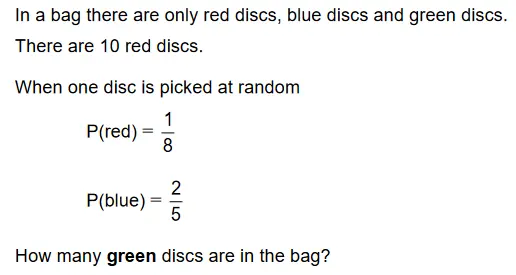 In a bag there are only red discs, blue discs and green discs.
There are 10 red discs.
When one disc is picked at random
P(red) = 1/8
P(blue) = 2/5
How many green discs are in the bag?